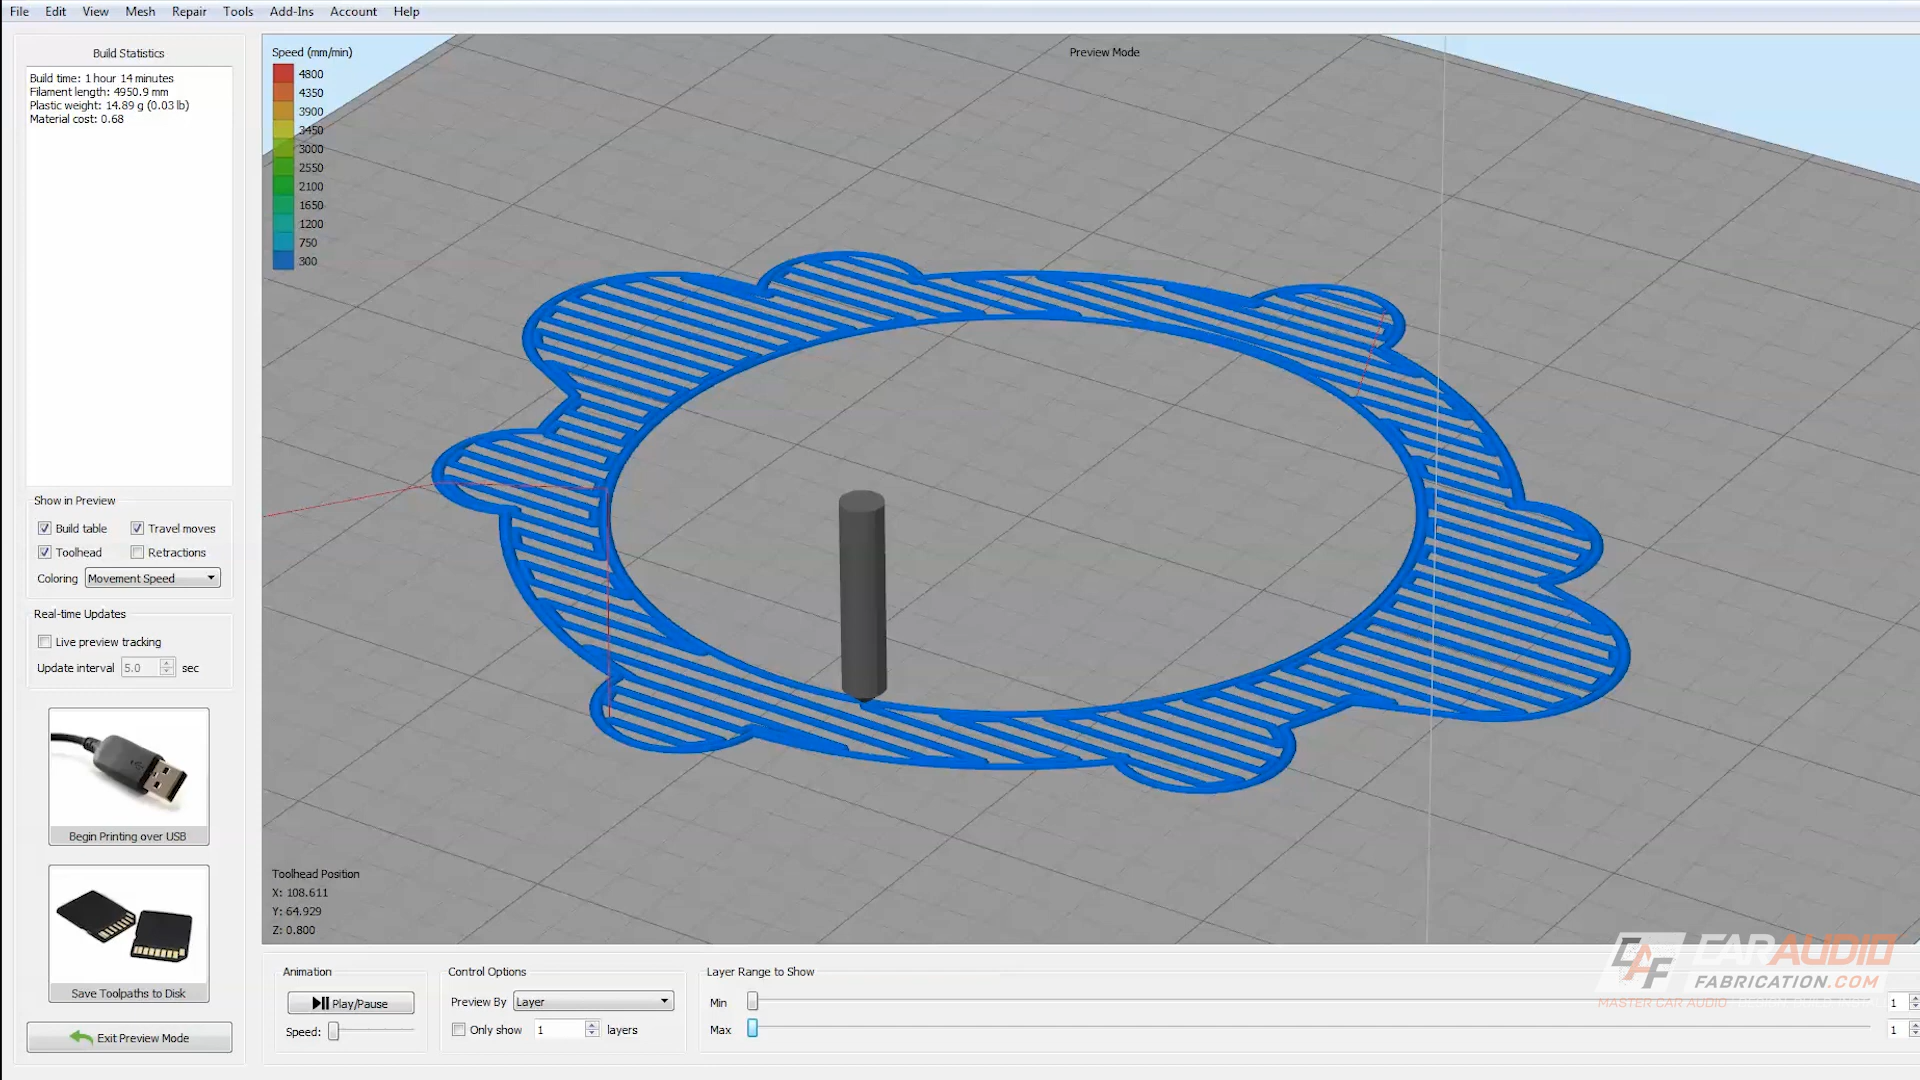 File Edit View Mesh Repair Tools Add-Ins Account Help
Build Statistics
Build time: 1 hour 14 minutes
Filament length: 4950.9 mm
Plastic weight: 14.89 g (0.03 lb)
Material cost: 0.68
Show in Preview
Build table Travel moves
Toolhead Retractions
Coloring Movement Speed
Real-time Updates
Live preview tracking
Update interval 5.0 sec
Begin Printing over USB
Save Toolpaths to Disk
Exit Preview Mode
Speed (mm/min)
4800
4350
3900
3450
3000
2550
2100
1650
1200
750
300
Preview Mode
Toolhead Position
X: 108.611
Y: 64.929
Z: 0.800
Animation
Play/Pause
Speed:
Control Options
Preview By Layer
Only show 1 layers
Layer Range to Show
Min 1
Max 1
CAF CAR AUDIO
FABRICATION.COM
MASTER CAR AUDIO